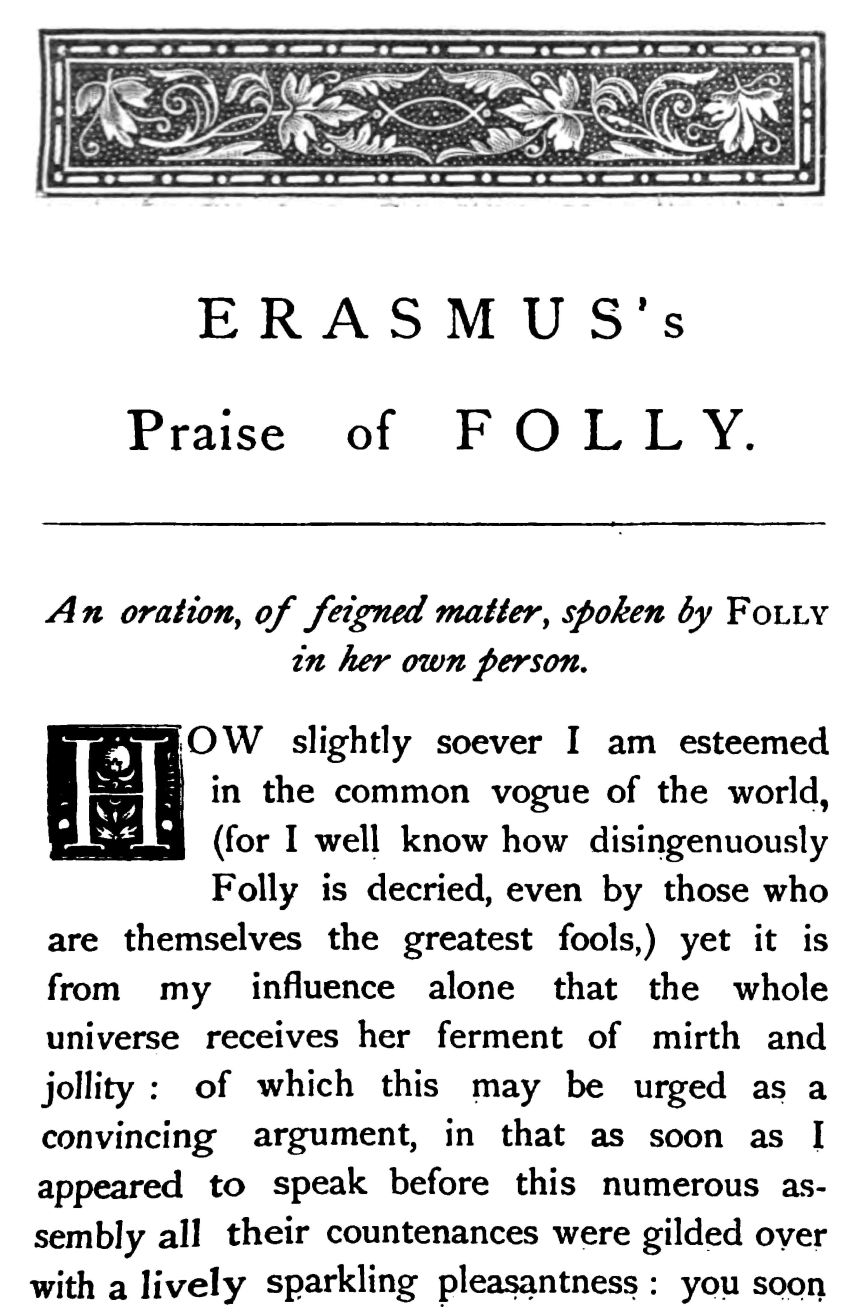 ERASMUS's
Praise of FOLLY.
An oration, of feigned matter, spoken by FOLLY
in her own person.
HOW slightly soever I am esteemed
in the common vogue of the world,
(for I well know how disingenuously
Folly is decried, even by those who
are themselves the greatest fools,) yet it is
from my influence alone that the whole
universe receives her ferment of mirth and
jollity : of which this may be urged as a
convincing argument, in that as soon as I
appeared to speak before this numerous as-
sembly all their countenances were gilded over
with a lively sparkling pleasantness : you soon